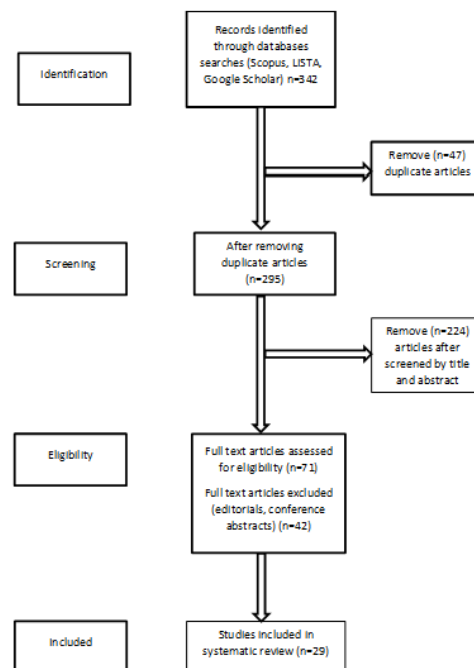 Records identified
through databases
searches (Scopus, LISTA,
Google Scholar) n=342
Identification
Remove (n=47)
duplicate articles
After removing
duplicate articles
(n=295)
Screening
Remove (n=224)
articles after
screened by title
and abstract
Full text articles assessed
for eligibility (n=71)
Full text articles excluded
(editorials, conference
abstracts) (n=42)
Eligibility
Studies included in
systematic review (n=29)
Included